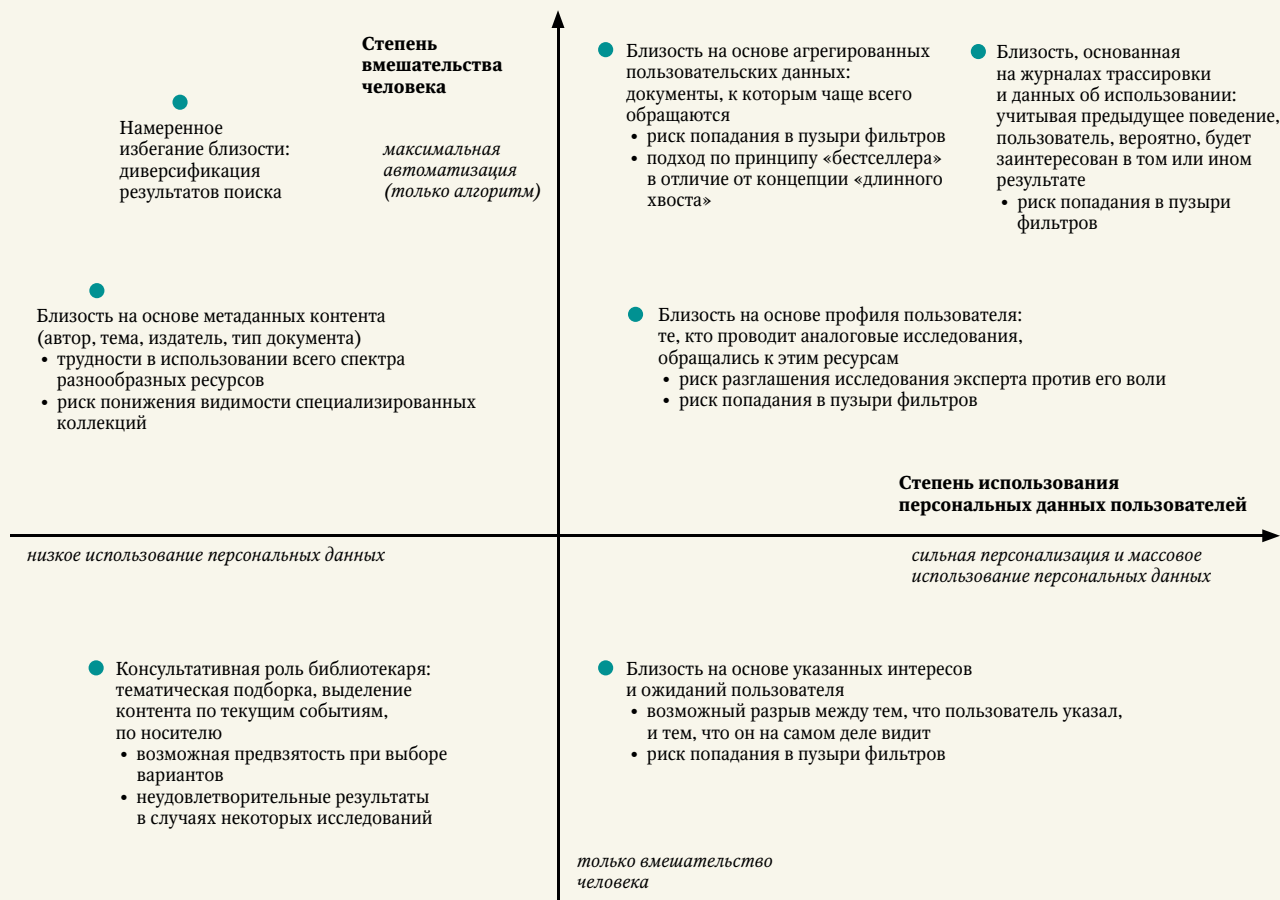 Степень
вмешательства
человека
Намеренное
избегание близости:
диверсификация
результатов поиска
максимальная
автоматизация
(только алгоритм)
Близость на основе агрегированных
пользовательских данных:
документы, к которым чаще всего
обращаются
• риск попадания в пузыри фильтров
• подход по принципу «бестселлера»
в отличие от концепции «длинного
хвоста»
Близость, основанная
на журналах трассировки
и данных об использовании:
учитывая предыдущее поведение,
пользователь, вероятно, будет
заинтересован в том или ином
результате
• риск попадания в пузыри
фильтров
Близость на основе метаданных контента
(автор, тема, издатель, тип документа)
• трудности в использовании всего спектра
разнообразных ресурсов
• риск понижения видимости специализированных
коллекций
Близость на основе профиля пользователя:
те, кто проводит аналоговые исследования,
обращались к этим ресурсам
• риск разглашения исследования эксперта против его воли
• риск попадания в пузыри фильтров
Степень использования
персональных данных пользователей
низкое использование персональных данных
сильная персонализация и массовое
использование персональных данных
Консультативная роль библиотекаря:
тематическая подборка, выделение
контента по текущим событиям,
по носителю
• возможная предвзятость при выборе
вариантов
• неудовлетворительные результаты
в случаях некоторых исследований
Близость на основе указанных интересов
и ожиданий пользователя
• возможный разрыв между тем, что пользователь указал,
и тем, что он на самом деле видит
• риск попадания в пузыри фильтров
только вмешательство
человека